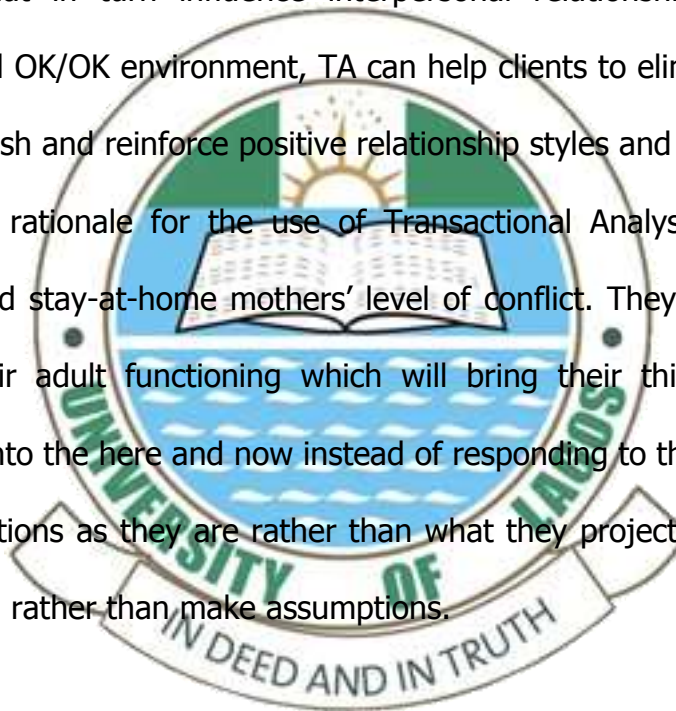 in turn influence interpersonal relationsh
OK/OK environment, TA can help clients to elin
sh and reinforce positive relationship styles and
rationale for the use of Transactional Analys
d stay-at-home mothers’ level of conflict. They
ir adult functioning which will bring their thi
nto the here and now instead of responding to th
tions as they are rather than what they project
rather than make assumptions.
UNIVERSITY OF LAGOS
IN DEED AND IN TRUTH